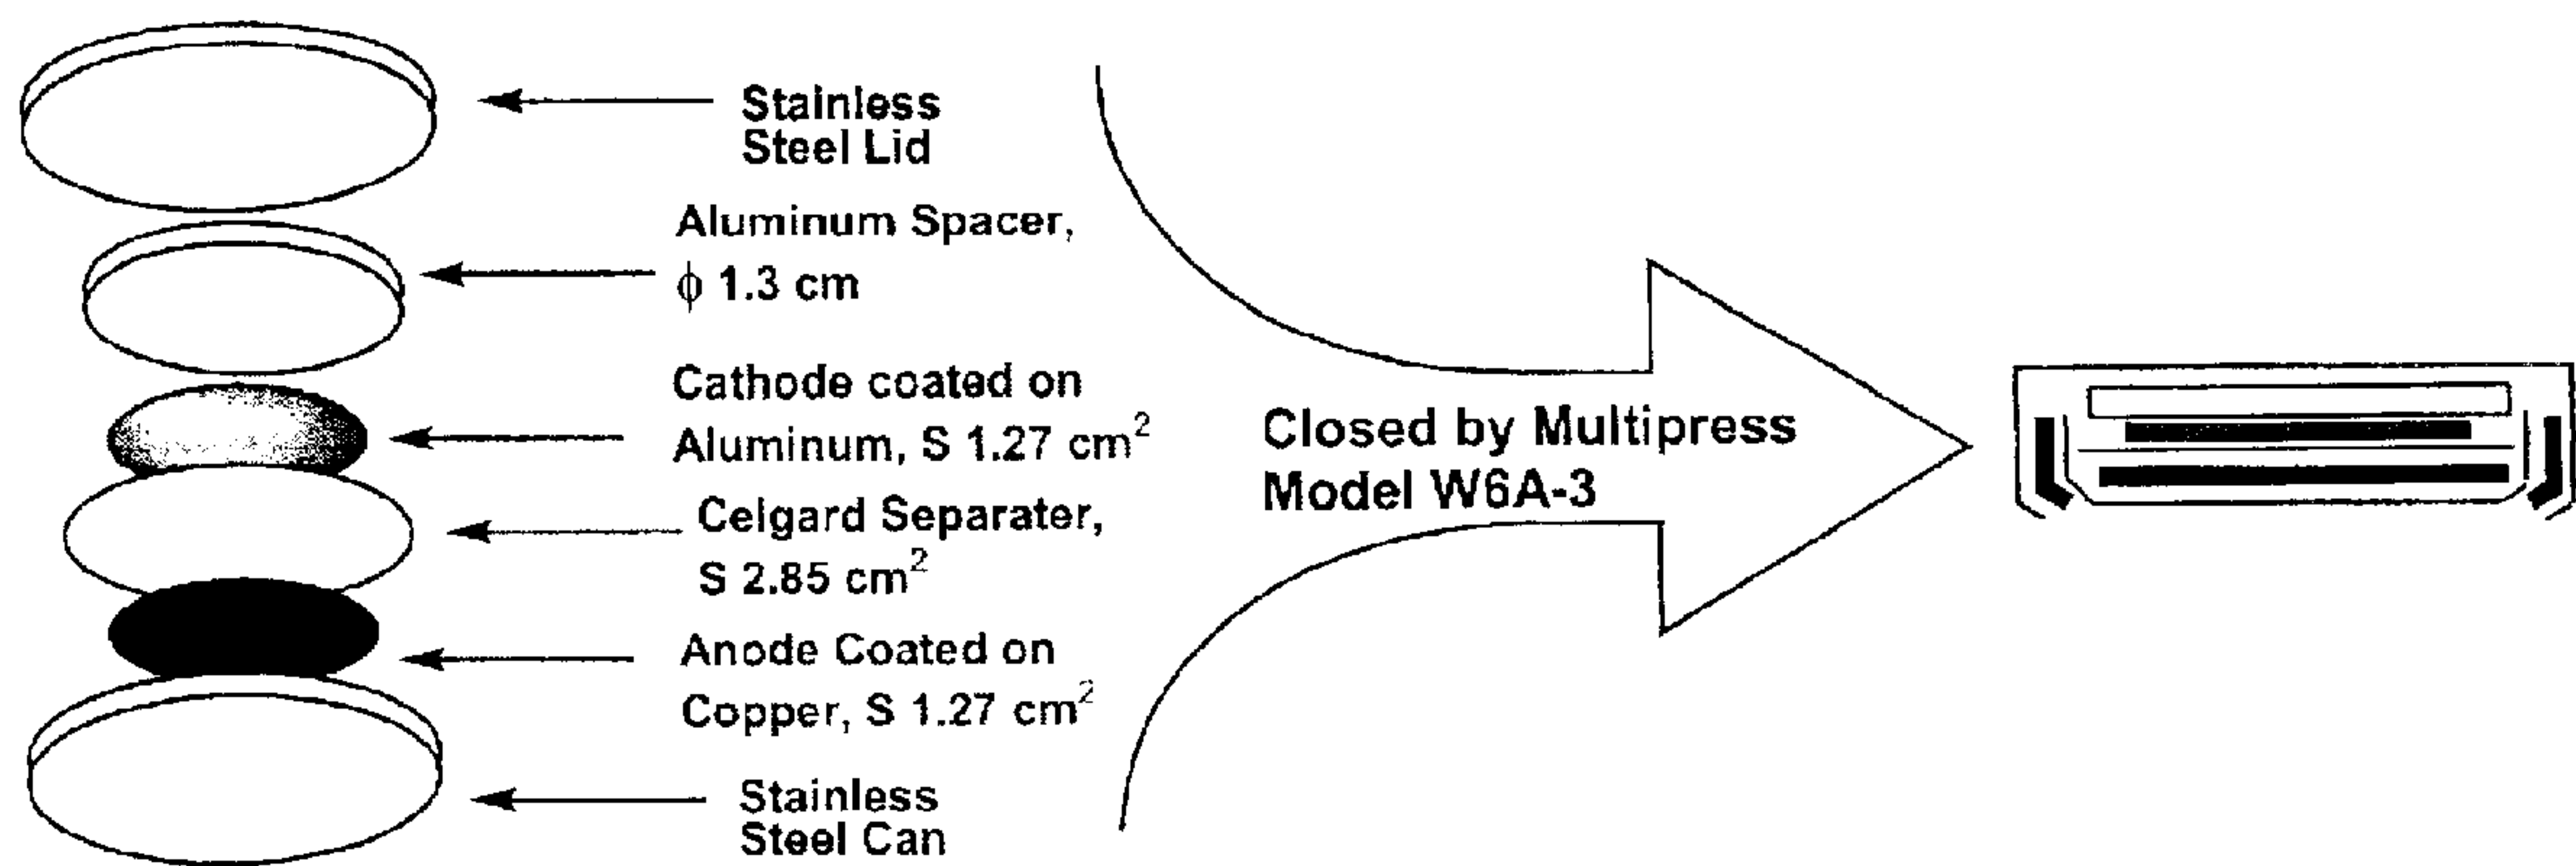 Stainless
Steel Lid
Aluminum Spacer,
ϕ 1.3 cm
Cathode coated on
Aluminum, S 1.27 cm²
Celgard Separater,
S 2.85 cm²
Anode Coated on
Copper, S 1.27 cm²
Stainless
Steel Can
Closed by Multipress
Model W6A-3